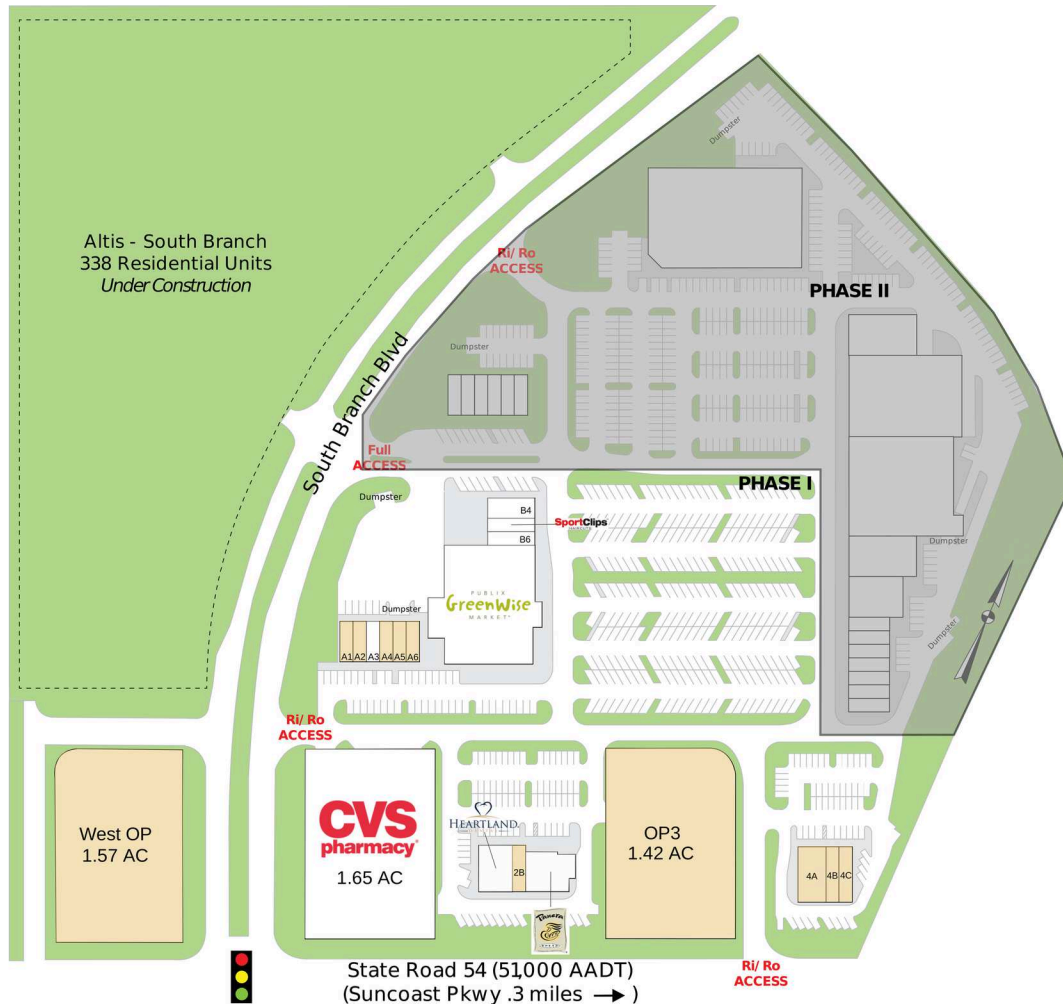 Dumpster
Altis - South Branch
338 Residential Units
Under Construction
Ri/Ro
ACCESS
PHASE II
Dumpster
South Branch Blvd
Full
ACCESS
PHASE I
Dumpster
B4
SportClips
HAIRCUTS
B6
Dumpster
PUBLIX
GreenWise
MARKET
Dumpster
Dumpster
A1 A2 A3 A4 A5 A6
Ri/Ro
ACCESS
West OP
1.57 AC
CVS
pharmacy
1.65 AC
HEARTLAND
2B
OP3
1.42 AC
4A 4B 4C
Panera
BREAD
State Road 54 (51,000 AADT)
(Suncoast Pkwy .3 miles → )
Ri/Ro
ACCESS